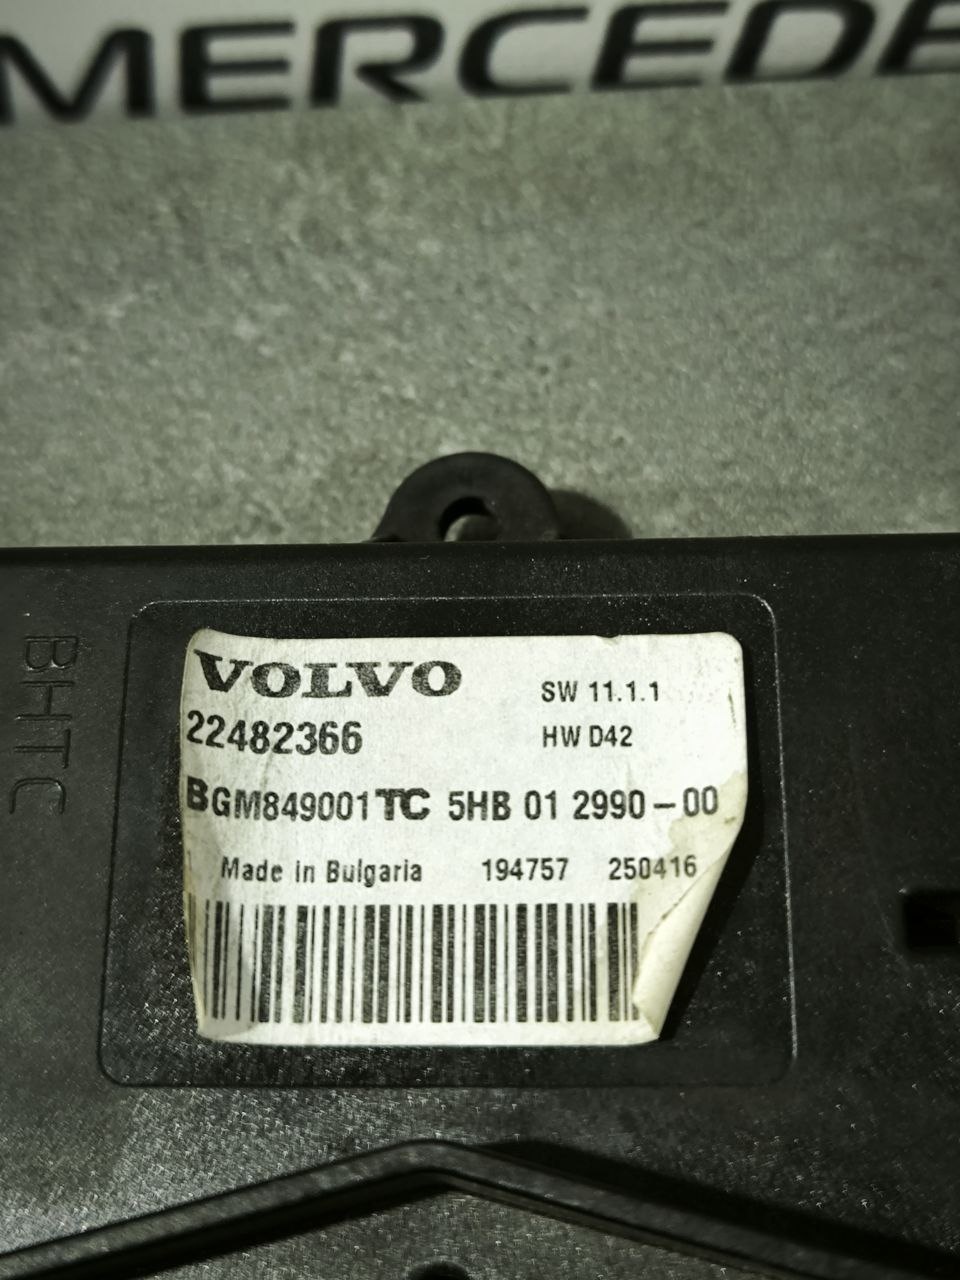 MERCEDE
BHTC
VOLVO
SW 11.1.1
22482366
HW D42
BGM849001TC 5HB 01 2990-00
Made in Bulgaria 194757 250416